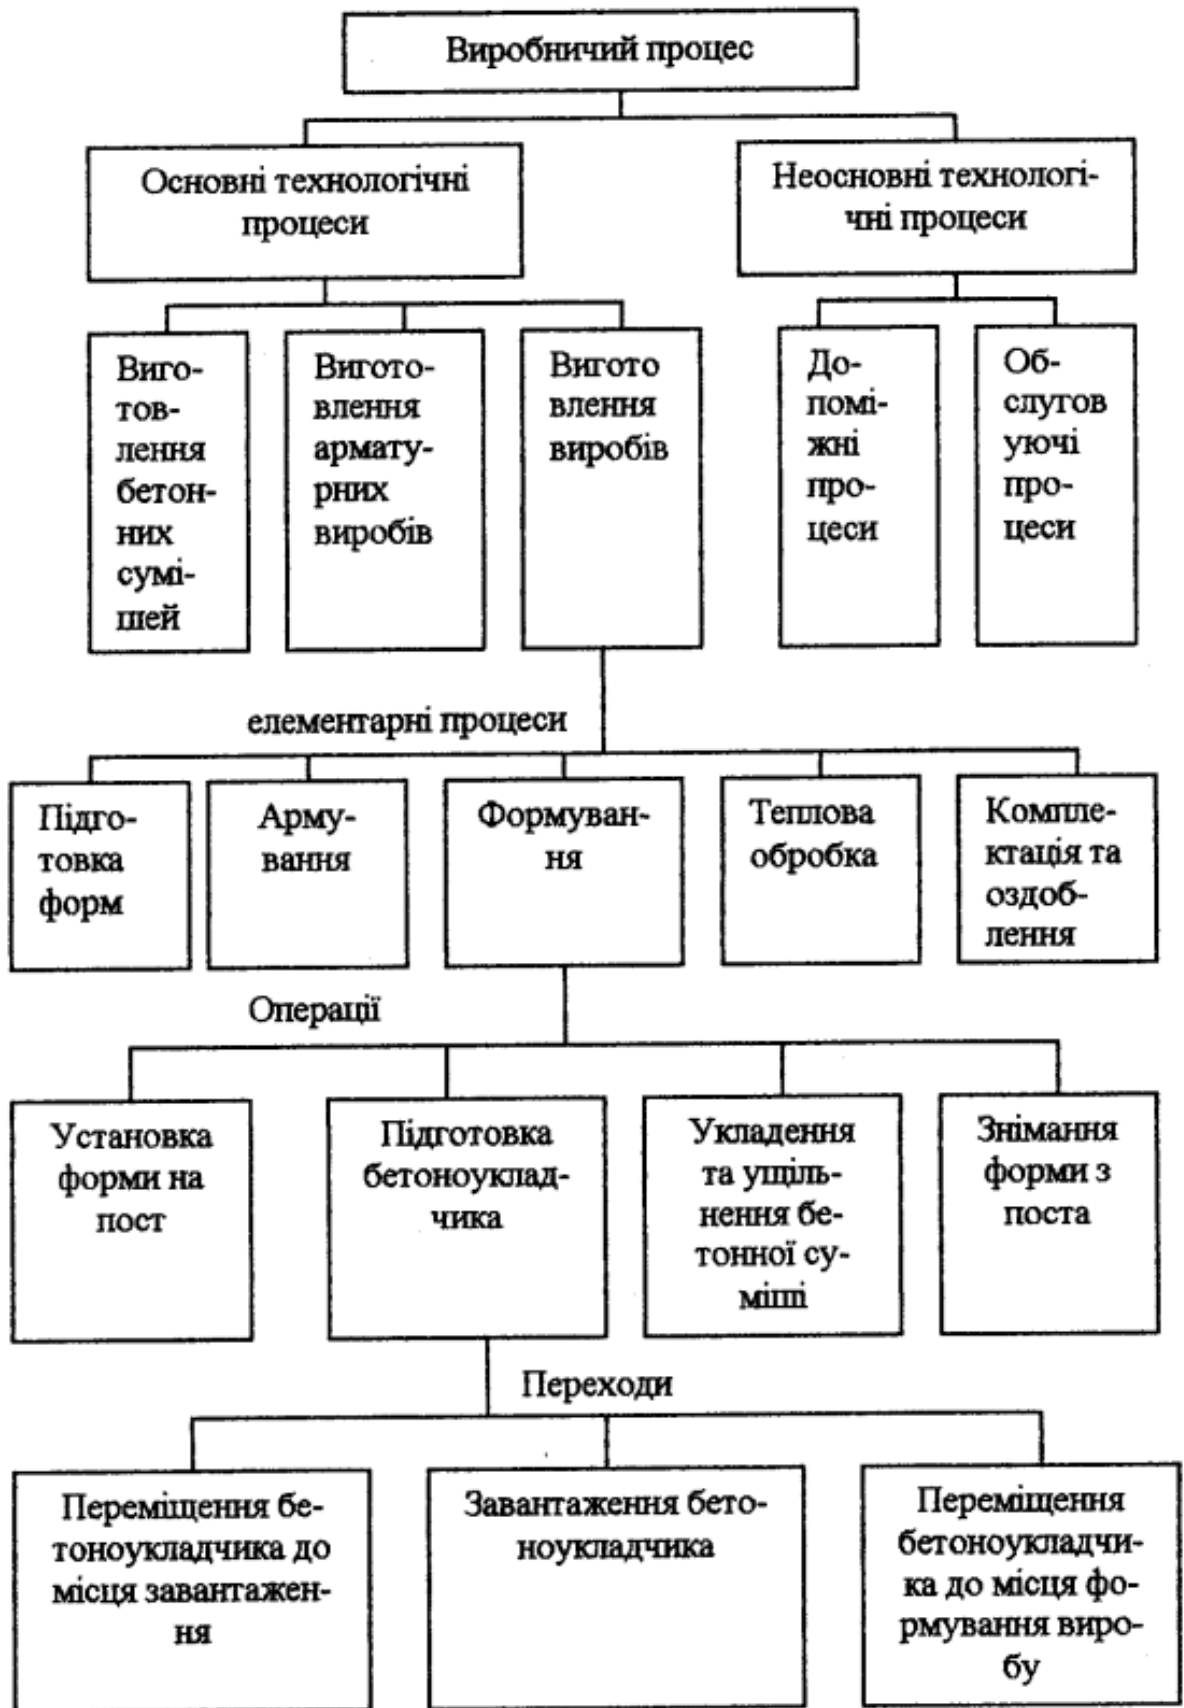 Виробничий процес
Основні технологічні
процеси
Неосновні технологі-
чні процеси
Виго-
тов-
лення
бетон-
них
сумі-
шей
Вигото-
влення
армату-
рних
виробів
Вигото
влення
виробів
До-
помі-
жні
про-
цеси
Об-
слугов
уючі
про-
цеси
елементарні процеси
Підго-
товка
форм
Арму-
вання
Формуван-
ня
Теплова
обробка
Компле-
ктація та
оздоб-
лення
Операції
Установка
форми на
пост
Підготовка
бетоноуклад-
чика
Укладення
та ущіль-
нення бе-
тонної су-
міші
Знімання
форми з
поста
Переходи
Переміщення бе-
тоноукладчика до
місця завантажен-
ня
Завантаження бето-
ноукладчика
Переміщення
бетоноукладчи-
ка до місця фо-
рмування виро-
бу